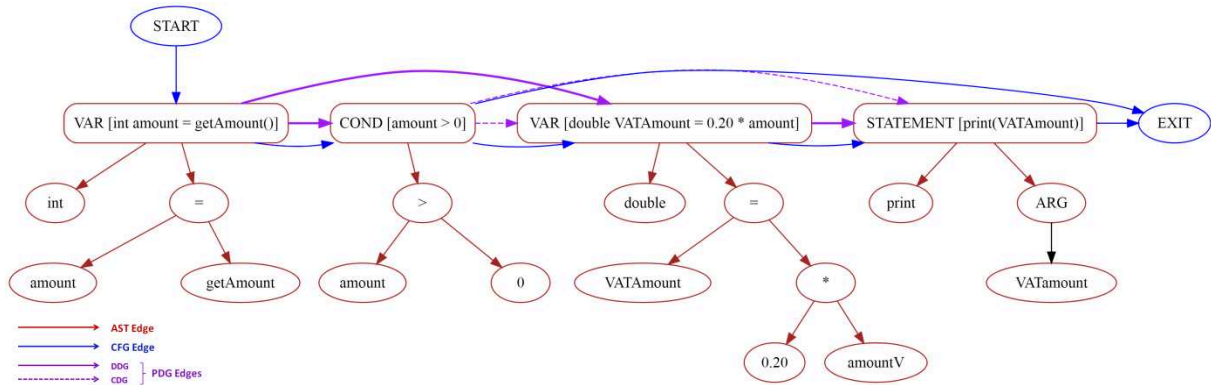 START
VAR [int amount = getAmount()]
COND [amount > 0]
VAR [double VATAmount = 0.20 * amount]
STATEMENT [print(VATAmount)]
EXIT
int
=
>
double
=
print
ARG
amount
getAmount
amount
0
VATAmount
*
VATamount
0.20
amountV
AST Edge
CFG Edge
DDG
CDG
PDG Edges